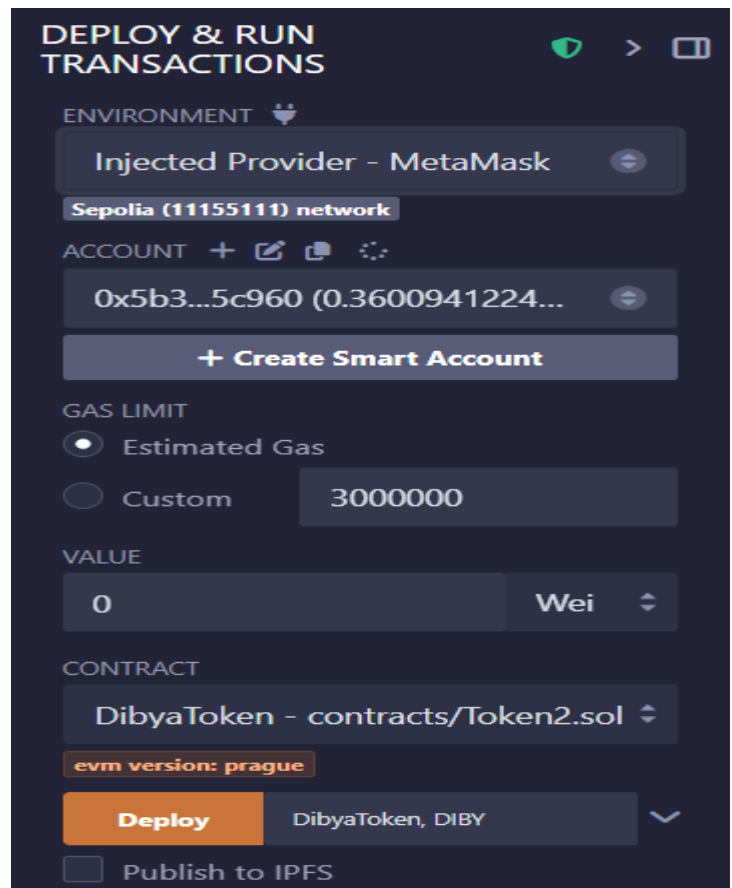 DEPLOY & RUN
TRANSACTIONS
ENVIRONMENT
Injected Provider - MetaMask
Sepolia (11155111) network
ACCOUNT
0x5b3...5c960 (0.3600941224...
+ Create Smart Account
GAS LIMIT
Estimated Gas
Custom 3000000
VALUE
0 Wei
CONTRACT
DibyaToken - contracts/Token2.sol
evm version: prague
Deploy DibyaToken, DIBY
Publish to IPFS